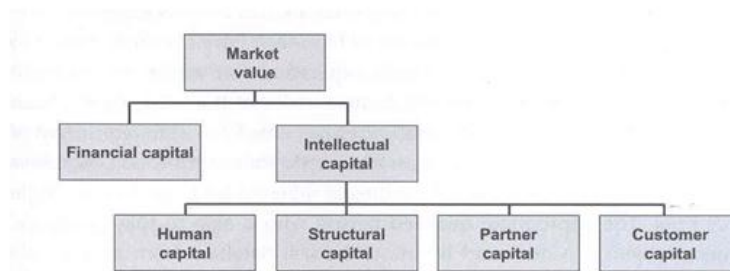 Market
value
Financial capital
Intellectual
capital
Human
capital
Structural
capital
Partner
capital
Customer
capital